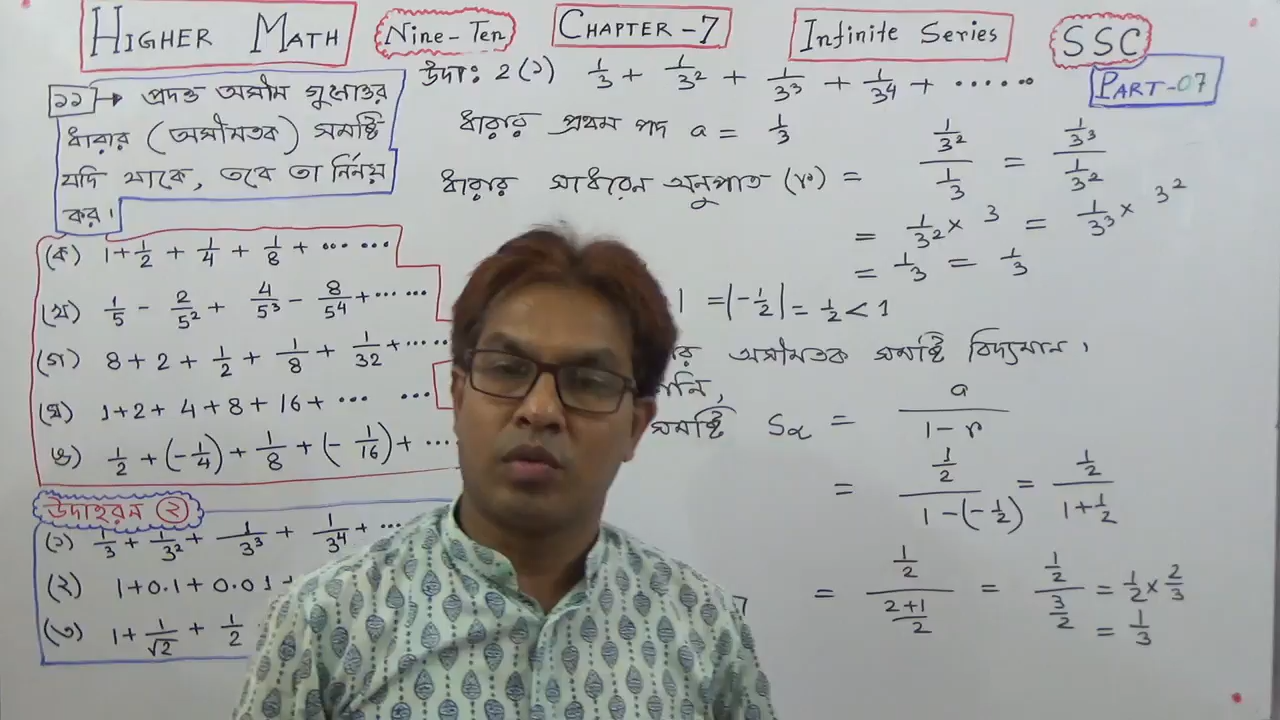 HIGHER MATH NINE-TEN CHAPTER-7 Infinite Series SSC
PART-07
১১ → প্রদত্ত অসীম গুণোত্তর
ধারার (অসীমতক) সমষ্টি
যদি থাকে, তবে তা নির্নয়
কর।
(ক) 1 + 1/2 + 1/4 + 1/8 + ... ...
(খ) 1/5 - 2/5² + 4/5³ - 8/5⁴ + ... ...
(গ) 8 + 2 + 1/2 + 1/8 + 1/32 + ... ...
(ঘ) 1 + 2 + 4 + 8 + 16 + ... ...
(ঙ) 1/2 + (-1/4) + 1/8 + (-1/16) + ....
উদাহরন ২
(১) 1/3 + 1/3² + 1/3³ + 1/3⁴ + ...
(২) 1 + 0.1 + 0.01 +
(৩) 1 + 1/√2 + 1/2
উদা: 2 (১) 1/3 + 1/3² + 1/3³ + 1/3⁴ + ......
ধারার প্রথম পদ a = 1/3
ধারার সাধারন অনুপাত (r) = (1/3²)/(1/3) = (1/3³)/(1/3²)
= 1/3² × 3 = 1/3³ × 3²
= 1/3 = 1/3
| = |-1/2| = 1/2 < 1
অসীমতক সমষ্টি বিদ্যমান।
সমষ্টি S∝ = a/(1 - r)
= (1/2)/(1 - (-1/2)) = (1/2)/(1 + 1/2)
= (1/2)/((2+1)/2) = (1/2)/(3/2) = 1/2 × 2/3
= 1/3